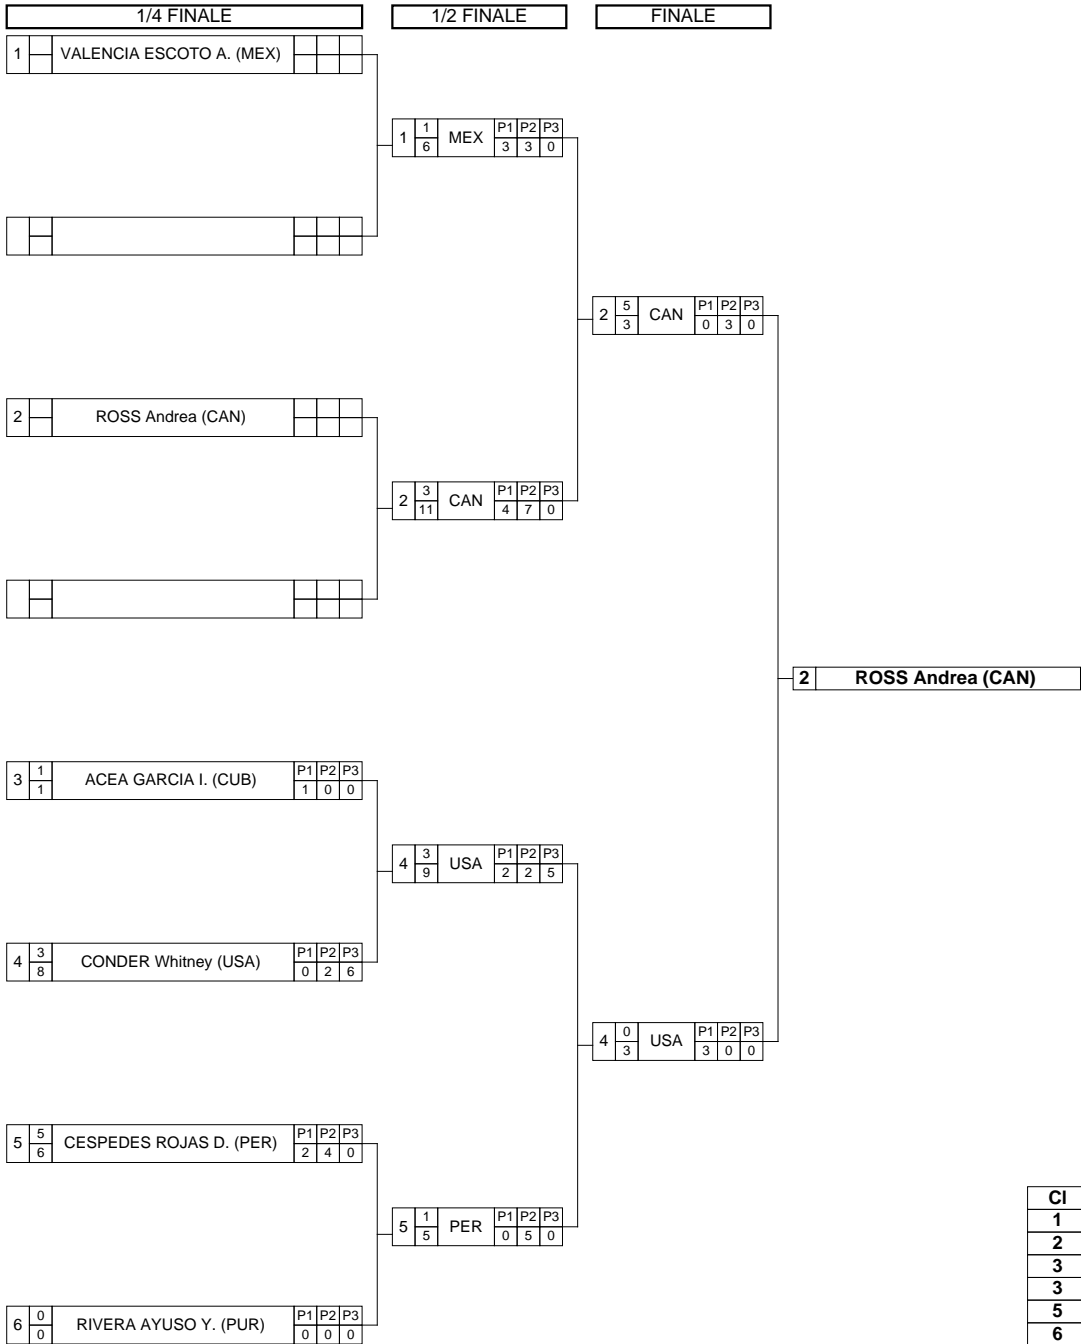 1/4 FINALE 1/2 FINALE FINALE
1 VALENCIA ESCOTO A. (MEX)
1 1 6 MEX P1 P2 P3 3 3 0
2 5 3 CAN P1 P2 P3 0 3 0
2 ROSS Andrea (CAN)
2 3 11 CAN P1 P2 P3 4 7 0
2 ROSS Andrea (CAN)
3 1 1 ACEA GARCIA I. (CUB) P1 P2 P3 1 0 0
4 3 9 USA P1 P2 P3 2 2 5
4 3 8 CONDER Whitney (USA) P1 P2 P3 0 2 6
4 0 3 USA P1 P2 P3 3 0 0
5 5 6 CESPEDES ROJAS D. (PER) P1 P2 P3 2 4 0
5 1 5 PER P1 P2 P3 0 5 0
6 0 0 RIVERA AYUSO Y. (PUR) P1 P2 P3 0 0 0
Cl
1
2
3
3
5
6